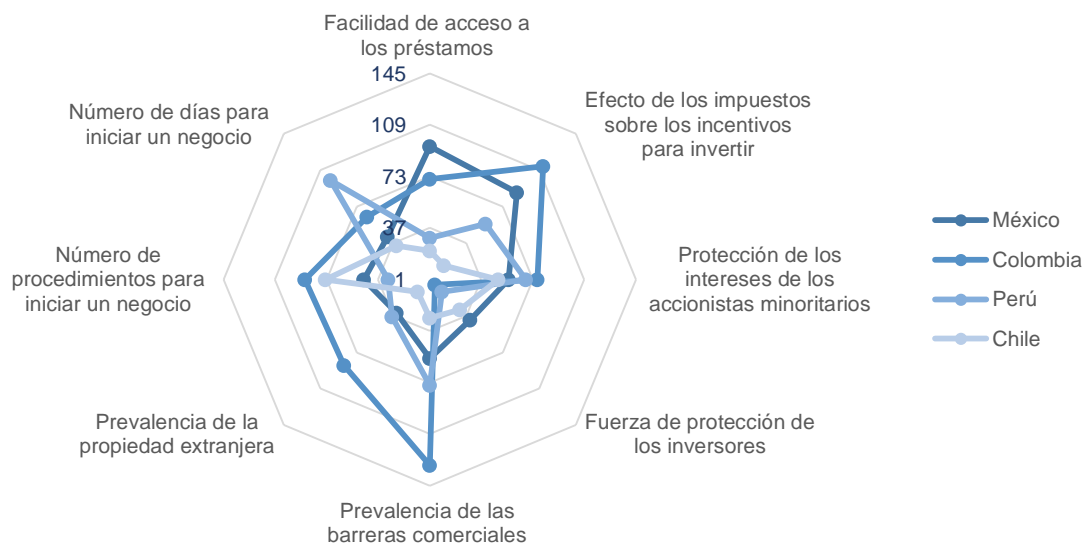 Facilidad de acceso a
los préstamos
145
109
73
37
1
Efecto de los impuestos
sobre los incentivos
para invertir
Protección de los
intereses de los
accionistas minoritarios
Fuerza de protección de
los inversores
Prevalencia de las
barreras comerciales
Prevalencia de la
propiedad extranjera
Número de
procedimientos para
iniciar un negocio
Número de días para
iniciar un negocio
México
Colombia
Perú
Chile